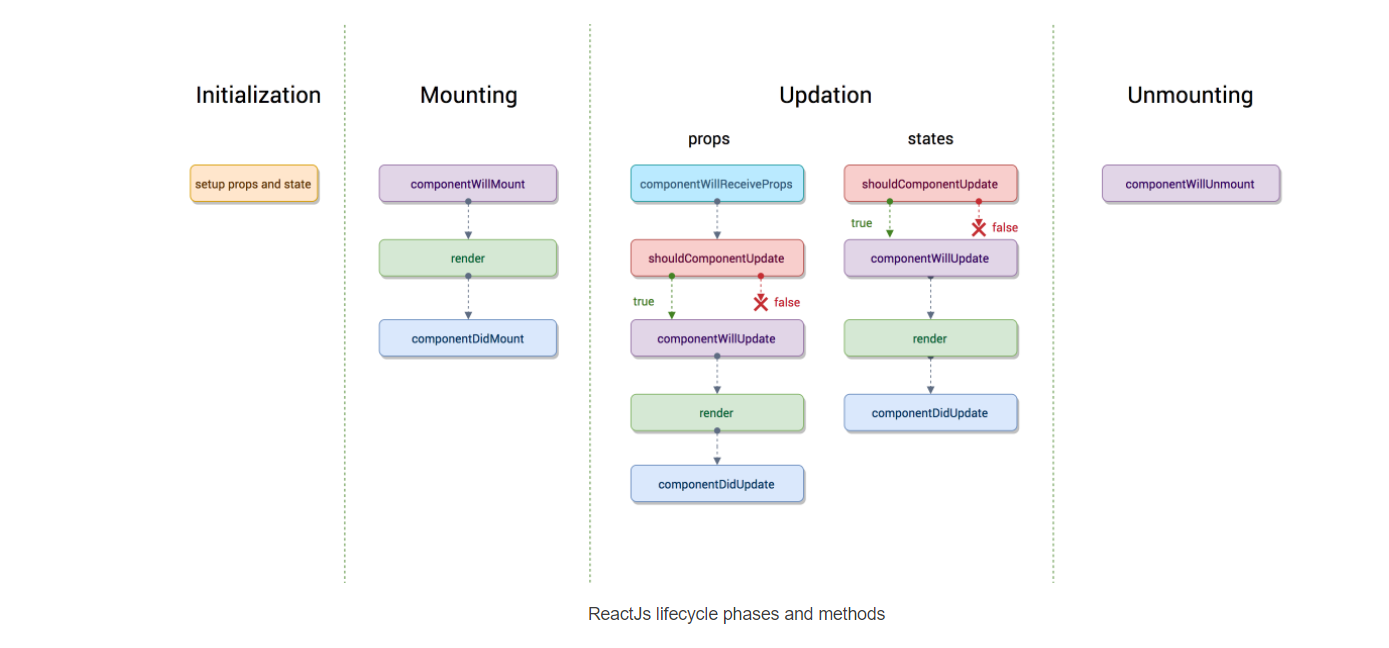 Initialization
Mounting
Updation
Unmounting
props
states
setup props and state
componentWillMount
render
componentDidMount
componentWillReceiveProps
shouldComponentUpdate
true
false
componentWillUpdate
render
componentDidUpdate
shouldComponentUpdate
true
false
componentWillUpdate
render
componentDidUpdate
componentWillUnmount
ReactJs lifecycle phases and methods